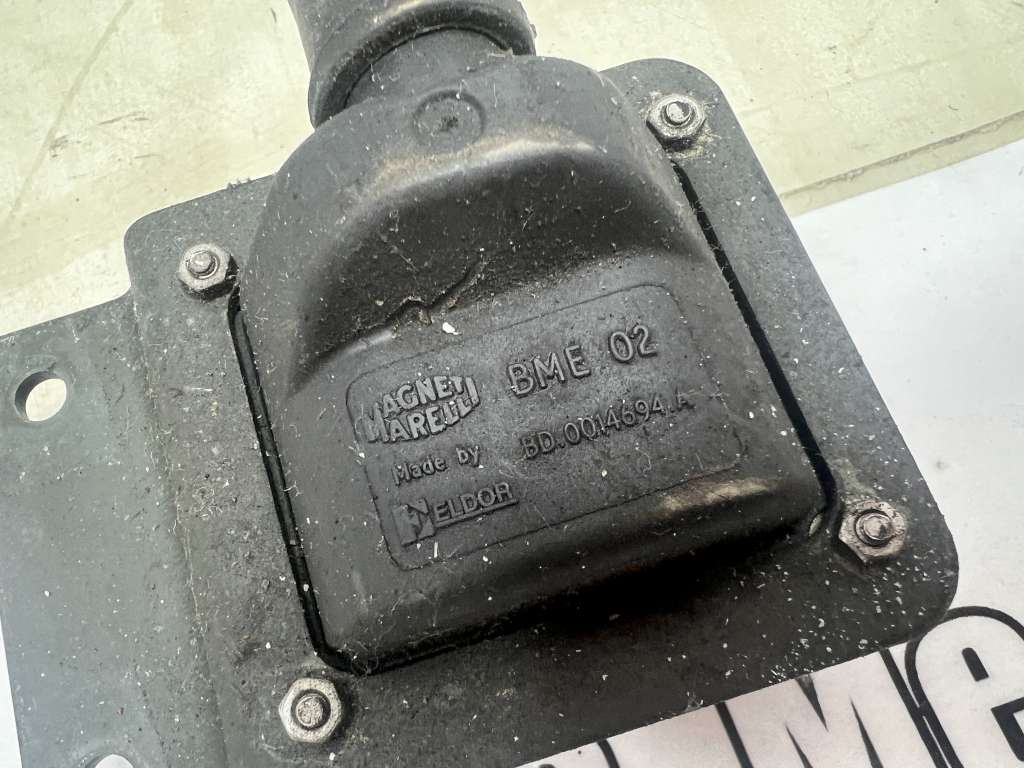 MAGNETI
MARELLI
BME 02
Made by
BD.0014694.A
ELDOR